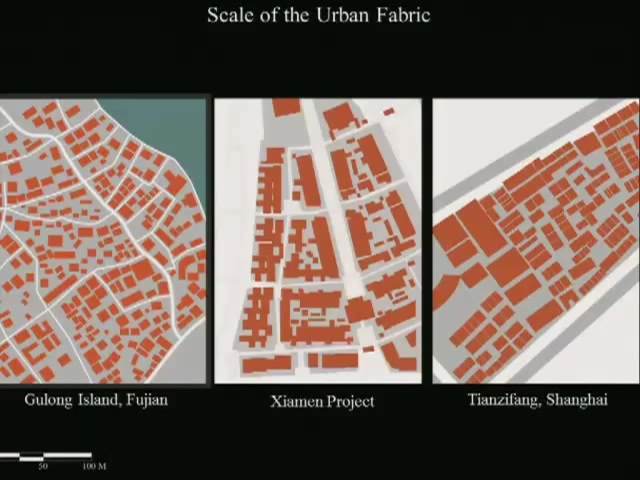 Scale of the Urban Fabric
Gulong Island, Fujian
Xiamen Project
Tianzifang, Shanghai
50
100 M